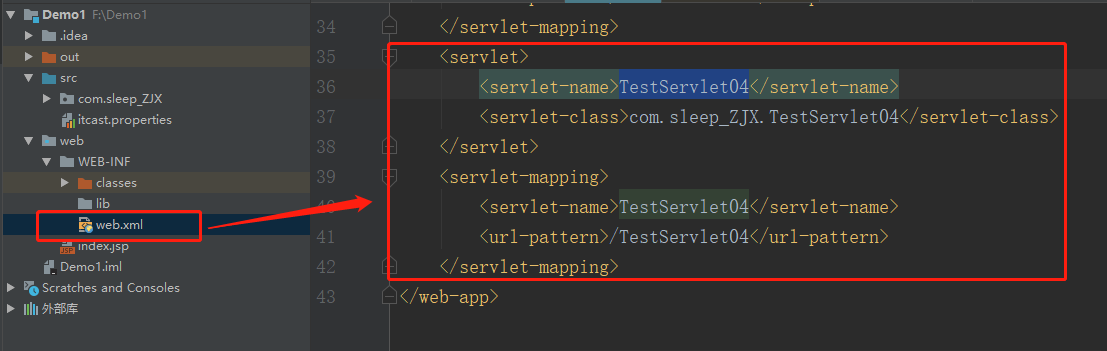 Demo1 F:\Demo1
.idea
out
src
com.sleep_ZJX
itcast.properties
web
WEB-INF
classes
lib
web.xml
index.jsp
Demo1.iml
Scratches and Consoles
外部库
34 </servlet-mapping>
35 <servlet>
36 <servlet-name>TestServlet04</servlet-name>
37 <servlet-class>com.sleep_ZJX.TestServlet04</servlet-class>
38 </servlet>
39 <servlet-mapping>
40 <servlet-name>TestServlet04</servlet-name>
41 <url-pattern>/TestServlet04</url-pattern>
42 </servlet-mapping>
43 </web-app>